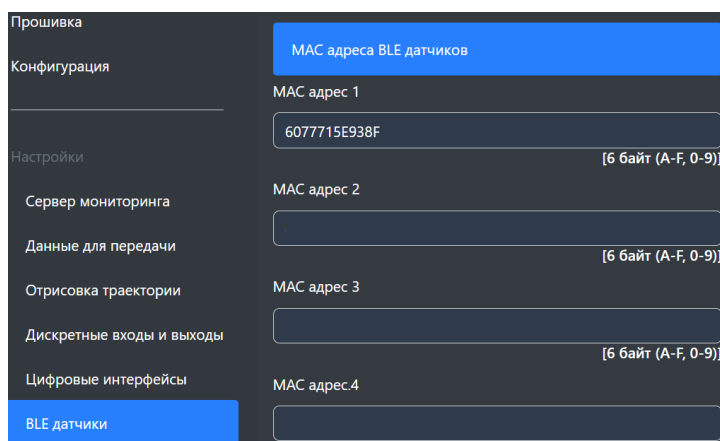 Прошивка
Конфигурация
Настройки
Сервер мониторинга
Данные для передачи
Отрисовка траектории
Дискретные входы и выходы
Цифровые интерфейсы
BLE датчики
MAC адреса BLE датчиков
MAC адрес 1
6077715E938F
[6 байт (A-F, 0-9)]
MAC адрес 2
[6 байт (A-F, 0-9)]
MAC адрес 3
[6 байт (A-F, 0-9)]
MAC адрес.4